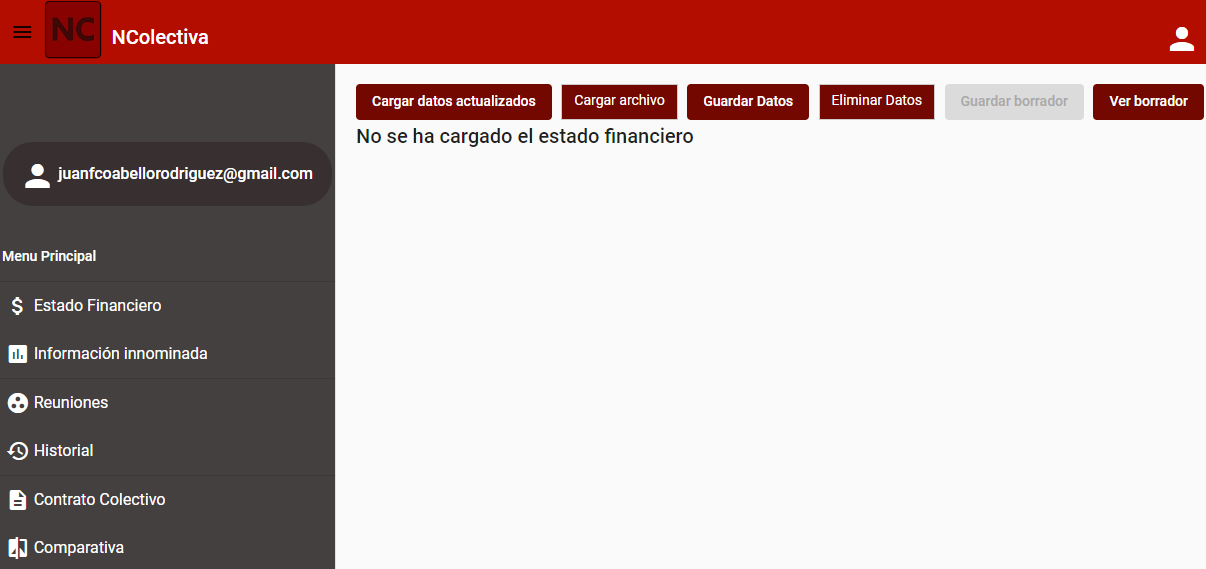 NC
NColectiva
Cargar datos actualizados
Cargar archivo
Guardar Datos
Eliminar Datos
Guardar borrador
Ver borrador
No se ha cargado el estado financiero
juanfcoabellorodriguez@gmail.com
Menu Principal
Estado Financiero
Información innominada
Reuniones
Historial
Contrato Colectivo
Comparativa